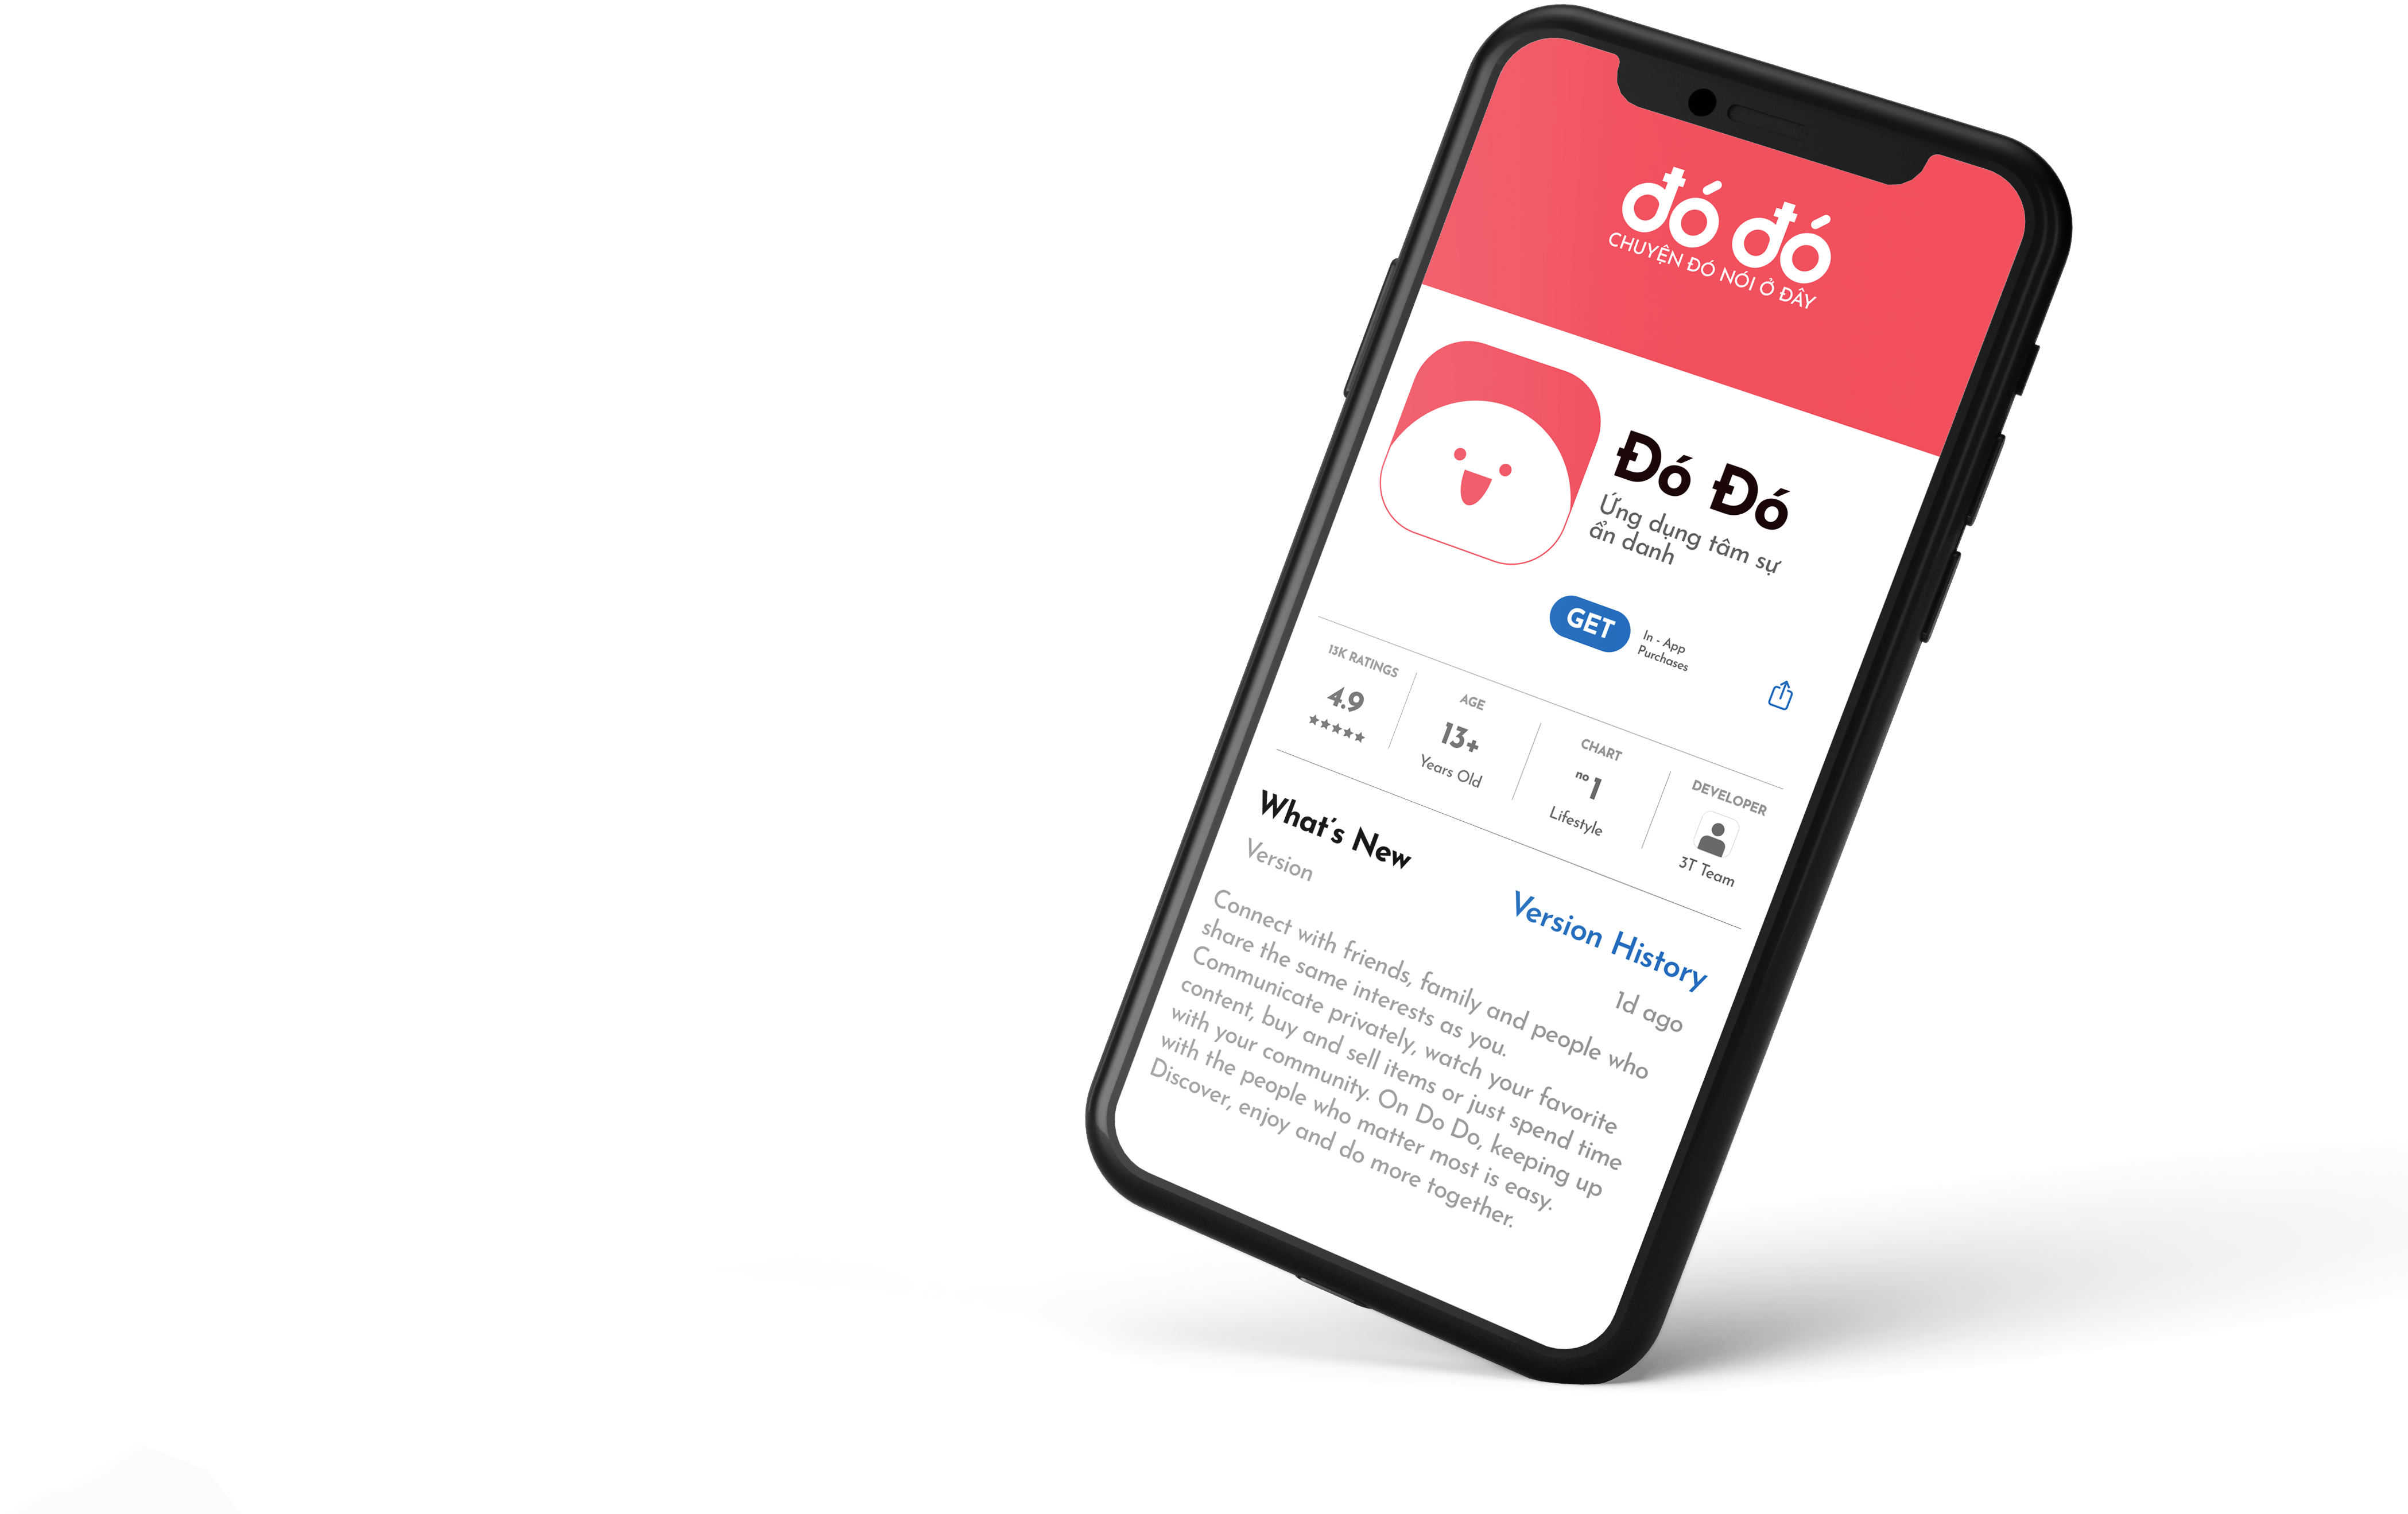 đó đó
CHUYỆN ĐÓ NÓI Ở ĐÂY
Đó Đó
Ứng dụng tâm sự
ẩn danh
GET
In - App
Purchases
13K RATINGS
4.9
AGE
13+
Years Old
CHART
no 1
Lifestyle
DEVELOPER
3T Team
What's New
Version
Version History
1d ago
Connect with friends, family and people who
share the same interests as you.
Communicate privately, watch your favorite
content, buy and sell items or just spend time
with your community. On Do Do, keeping up
with the people who matter most is easy.
Discover, enjoy and do more together.